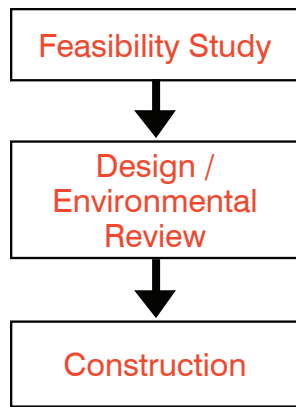 Feasibility Study
Design /
Environmental
Review
Construction